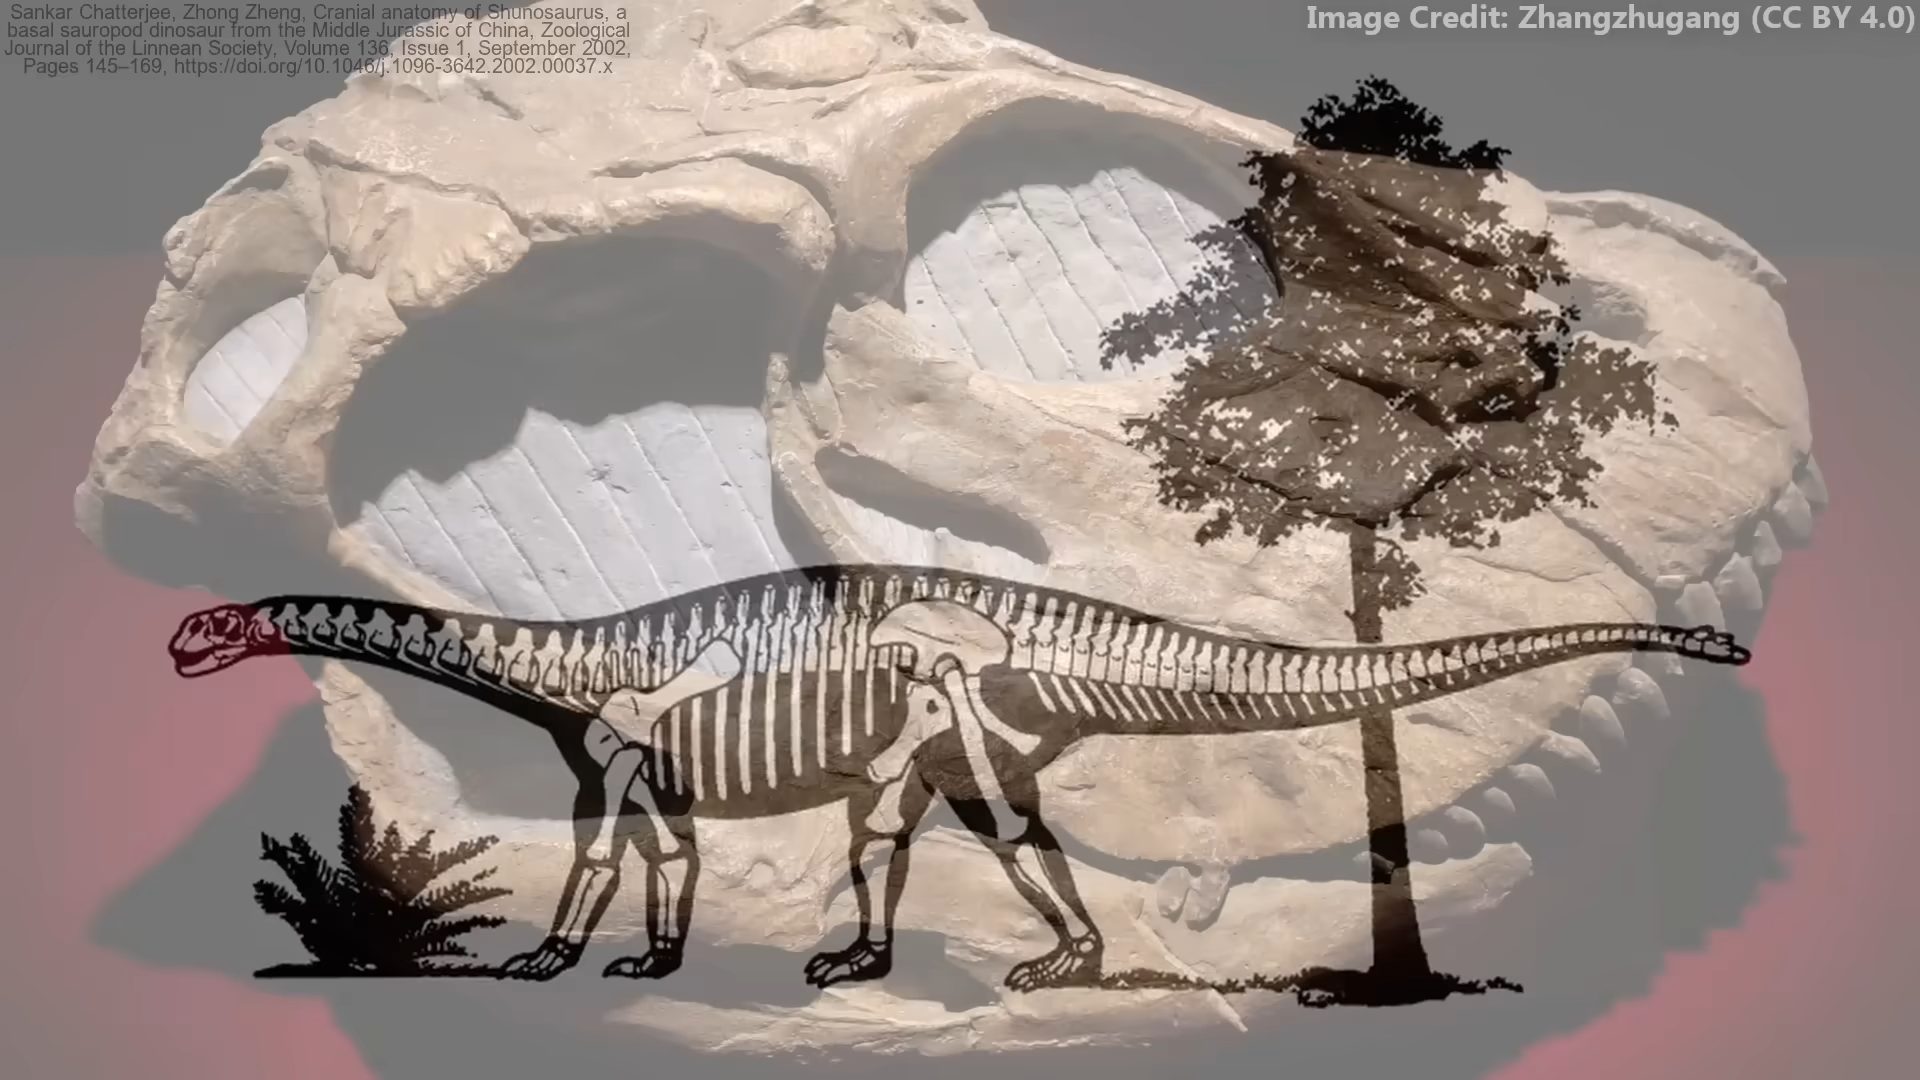 Sankar Chatterjee, Zhong Zheng, Cranial anatomy of Shunosaurus, a
basal sauropod dinosaur from the Middle Jurassic of China, Zoological
Journal of the Linnean Society, Volume 136, Issue 1, September 2002,
Pages 145–169, https://doi.org/10.1046/j.1096-3642.2002.00037.x
Image Credit: Zhangzhugang (CC BY 4.0)